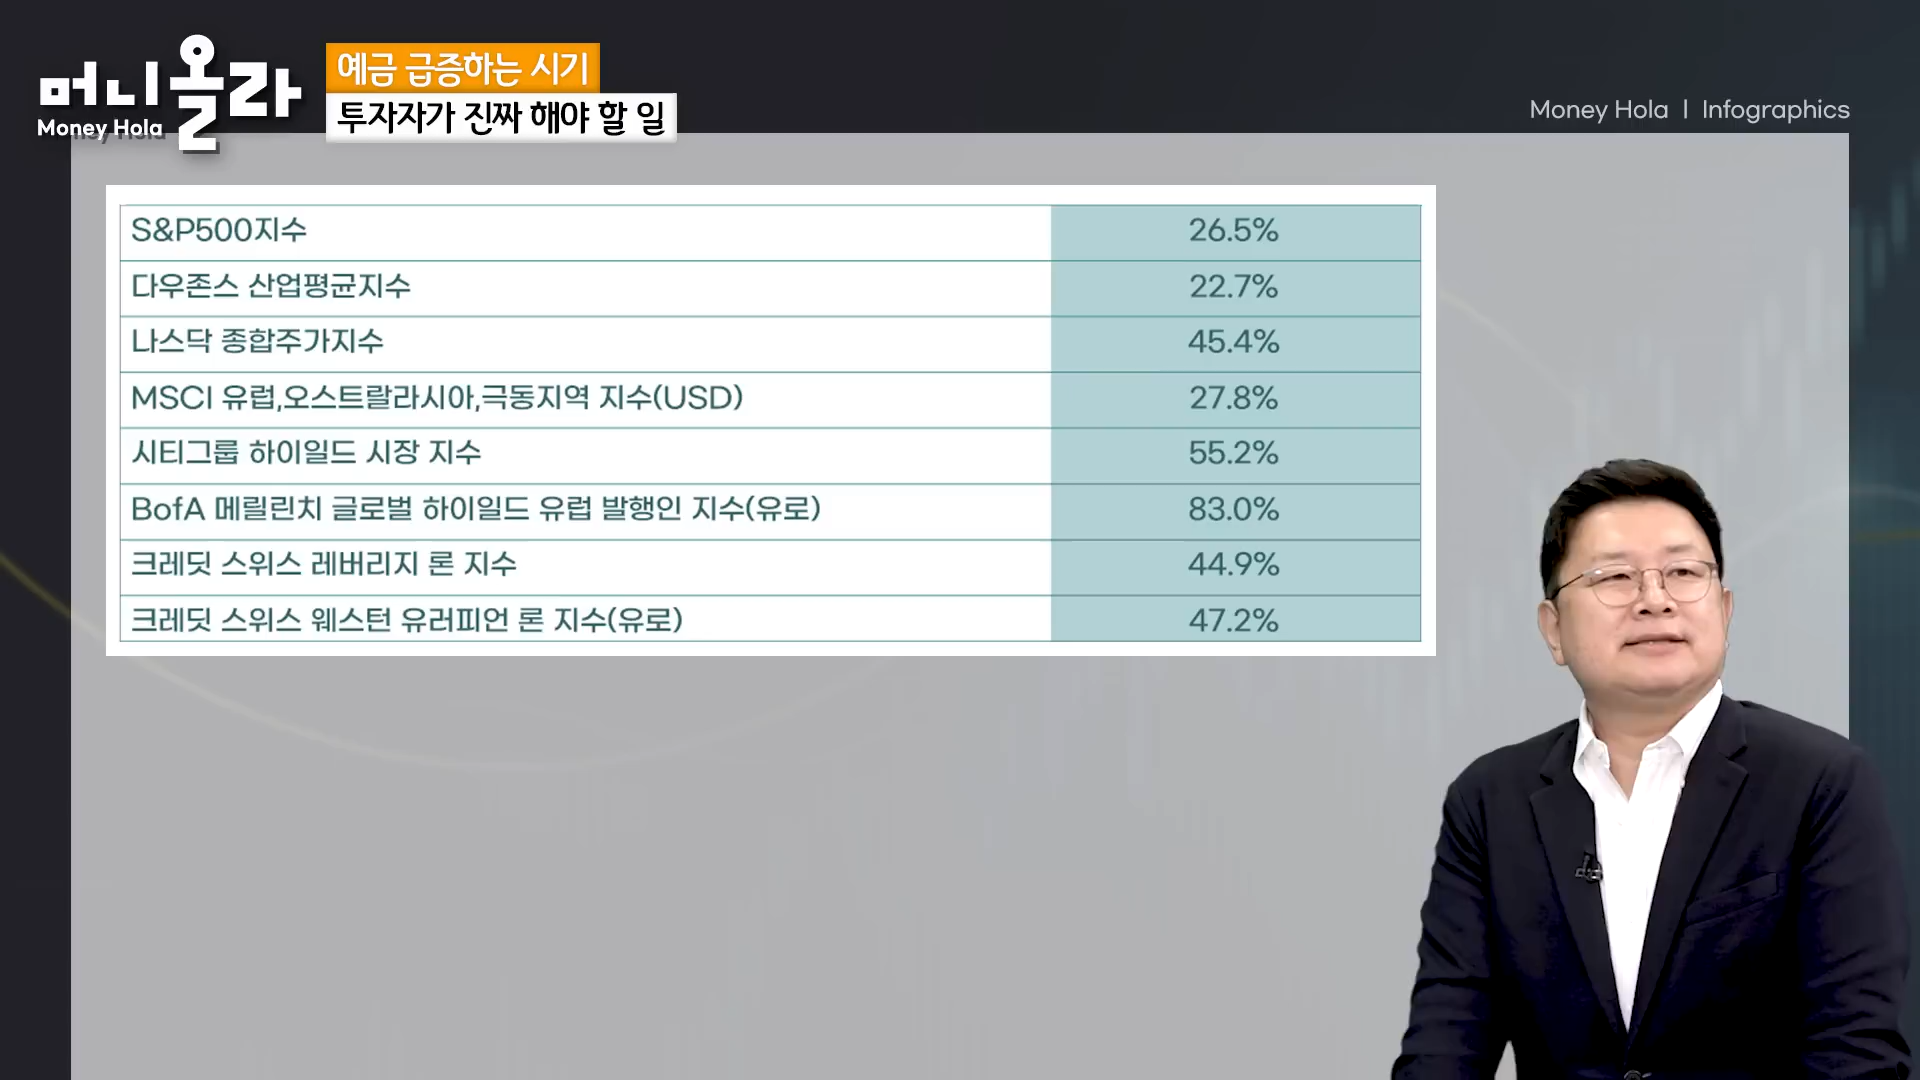 머니올라
Money Hola
예금 급증하는 시기
투자자가 진짜 해야 할 일
Money Hola | Infographics
S&P500지수 26.5%
다우존스 산업평균지수 22.7%
나스닥 종합주가지수 45.4%
MSCI 유럽,오스트랄라시아,극동지역 지수(USD) 27.8%
시티그룹 하이일드 시장 지수 55.2%
BofA 메릴린치 글로벌 하이일드 유럽 발행인 지수(유로) 83.0%
크레딧 스위스 레버리지 론 지수 44.9%
크레딧 스위스 웨스턴 유러피언 론 지수(유로) 47.2%